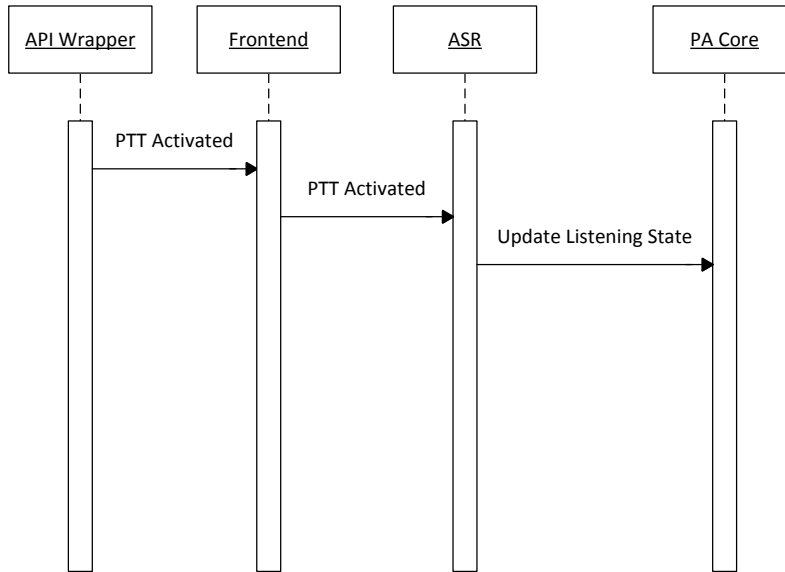 API Wrapper
Frontend
ASR
PA Core
PTT Activated
PTT Activated
Update Listening State